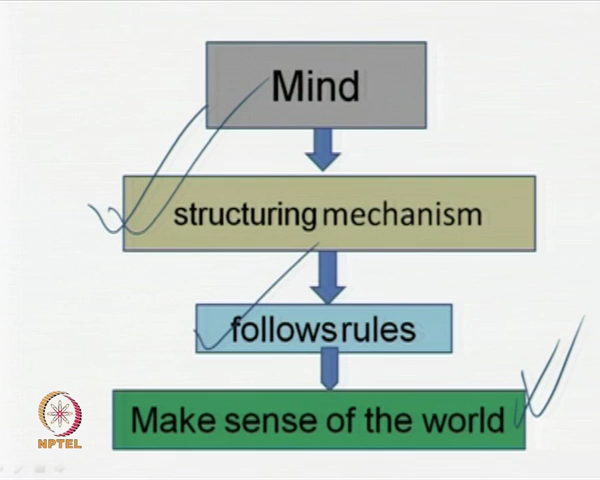 Mind
structuring mechanism
follows rules
Make sense of the world
NPTEL